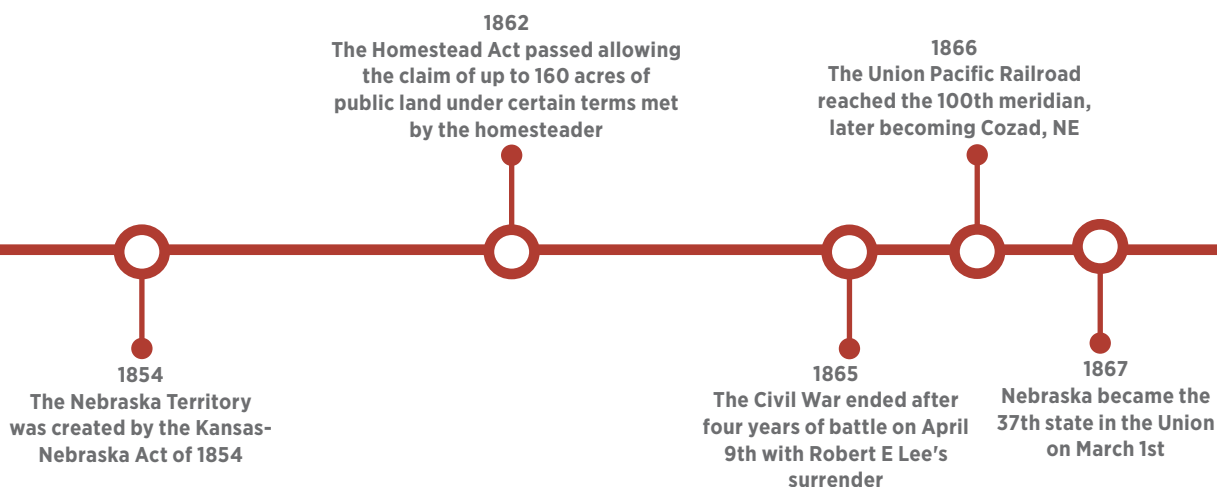 1854
The Nebraska Territory
was created by the Kansas-
Nebraska Act of 1854
1862
The Homestead Act passed allowing
the claim of up to 160 acres of
public land under certain terms met
by the homesteader
1865
The Civil War ended after
four years of battle on April
9th with Robert E Lee's
surrender
1866
The Union Pacific Railroad
reached the 100th meridian,
later becoming Cozad, NE
1867
Nebraska became the
37th state in the Union
on March 1st